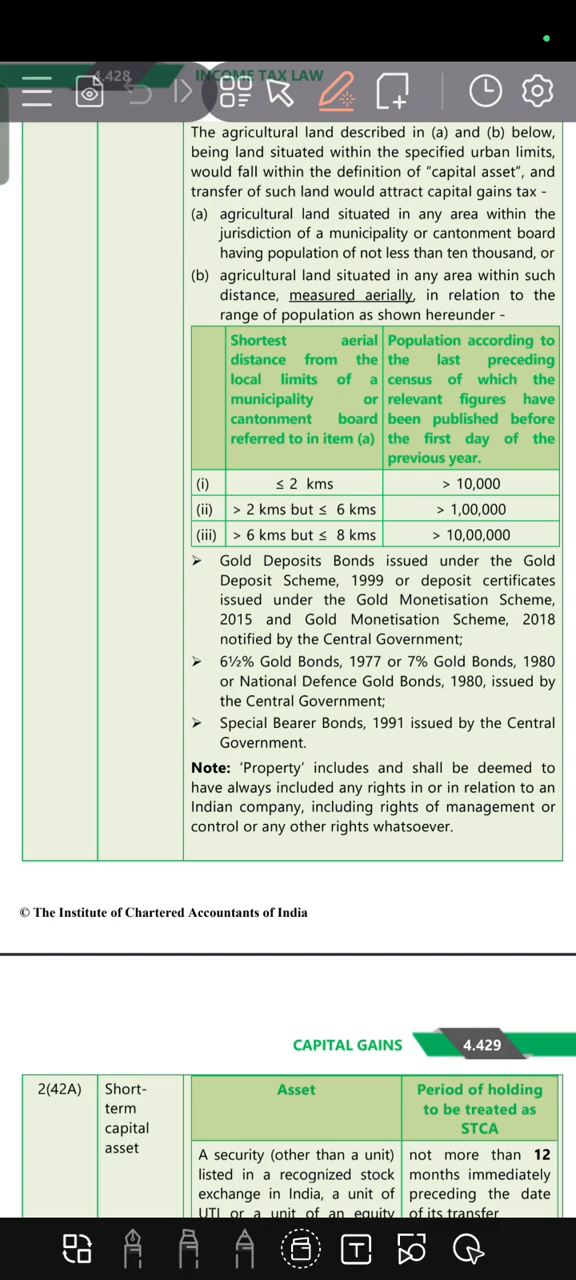 4.428
INCOME TAX LAW
The agricultural land described in (a) and (b) below,
being land situated within the specified urban limits,
would fall within the definition of "capital asset", and
transfer of such land would attract capital gains tax -
(a) agricultural land situated in any area within the
jurisdiction of a municipality or cantonment board
having population of not less than ten thousand, or
(b) agricultural land situated in any area within such
distance, measured aerially, in relation to the
range of population as shown hereunder -
Shortest aerial
distance from the
local limits of a
municipality or
cantonment board
referred to in item (a)
Population according to
the last preceding
census of which the
relevant figures have
been published before
the first day of the
previous year.
(i) ≤ 2 kms > 10,000
(ii) > 2 kms but ≤ 6 kms > 1,00,000
(iii) > 6 kms but ≤ 8 kms > 10,00,000
➢ Gold Deposits Bonds issued under the Gold
Deposit Scheme, 1999 or deposit certificates
issued under the Gold Monetisation Scheme,
2015 and Gold Monetisation Scheme, 2018
notified by the Central Government;
➢ 6½% Gold Bonds, 1977 or 7% Gold Bonds, 1980
or National Defence Gold Bonds, 1980, issued by
the Central Government;
➢ Special Bearer Bonds, 1991 issued by the Central
Government.
Note: 'Property' includes and shall be deemed to
have always included any rights in or in relation to an
Indian company, including rights of management or
control or any other rights whatsoever.
© The Institute of Chartered Accountants of India
CAPITAL GAINS 4.429
2(42A)
Short-
term
capital
asset
Asset
Period of holding
to be treated as
STCA
A security (other than a unit)
listed in a recognized stock
exchange in India, a unit of
UTI or a unit of an equity
not more than 12
months immediately
preceding the date
of its transfer
T